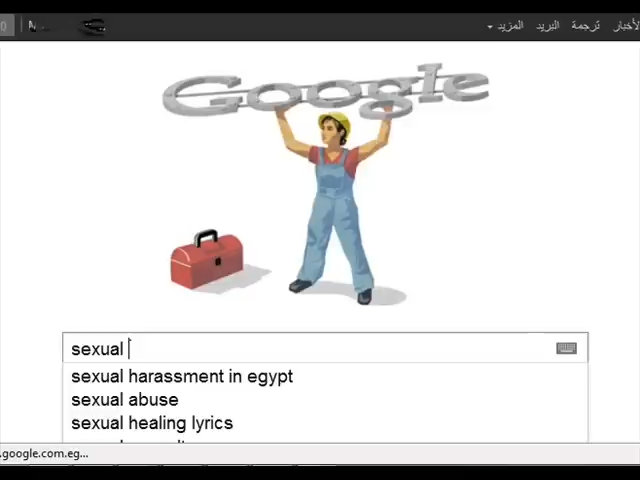 المزيد البريد ترجمة الأخبار
Google
sexual
sexual harassment in egypt
sexual abuse
sexual healing lyrics
.google.com.eg...